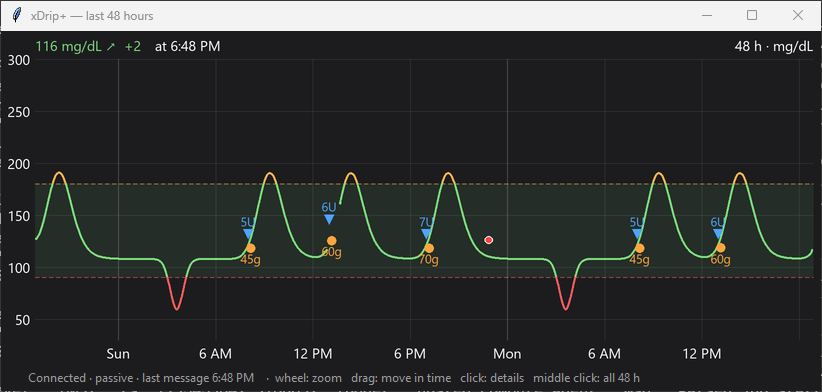 xDrip+ — last 48 hours
116 mg/dL ↗ +2 at 6:48 PM 48 h · mg/dL
300
250
200
150
100
50
5U 6U 7U 5U 6U
45g 60g 70g 45g 60g
Sun 6 AM 12 PM 6 PM Mon 6 AM 12 PM
Connected · passive · last message 6:48 PM · wheel: zoom drag: move in time click: details middle click: all 48 h